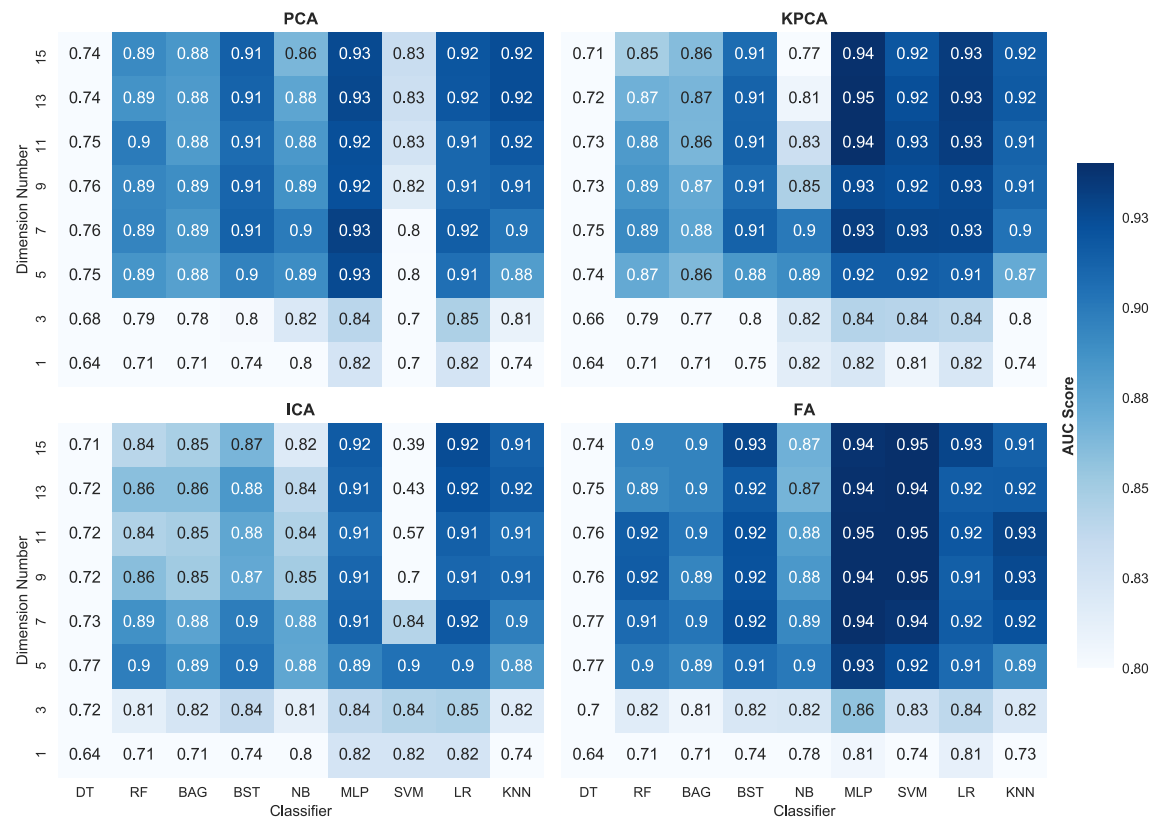 PCA
KPCA
15 0.74 0.89 0.88 0.91 0.86 0.93 0.83 0.92 0.92
0.71 0.85 0.86 0.91 0.77 0.94 0.92 0.93 0.92
13 0.74 0.89 0.88 0.91 0.88 0.93 0.83 0.92 0.92
0.72 0.87 0.87 0.91 0.81 0.95 0.92 0.93 0.92
11 0.75 0.9 0.88 0.91 0.88 0.92 0.83 0.91 0.92
0.73 0.88 0.86 0.91 0.83 0.94 0.93 0.93 0.91
9 0.76 0.89 0.89 0.91 0.89 0.92 0.82 0.91 0.91
0.73 0.89 0.87 0.91 0.85 0.93 0.92 0.93 0.91
7 0.76 0.89 0.89 0.91 0.9 0.93 0.8 0.92 0.9
0.75 0.89 0.88 0.91 0.9 0.93 0.93 0.93 0.9
5 0.75 0.89 0.88 0.9 0.89 0.93 0.8 0.91 0.88
0.74 0.87 0.86 0.88 0.89 0.92 0.92 0.91 0.87
3 0.68 0.79 0.78 0.8 0.82 0.84 0.7 0.85 0.81
0.66 0.79 0.77 0.8 0.82 0.84 0.84 0.84 0.8
1 0.64 0.71 0.71 0.74 0.8 0.82 0.7 0.82 0.74
0.64 0.71 0.71 0.75 0.82 0.82 0.81 0.82 0.74
Dimension Number
ICA
FA
15 0.71 0.84 0.85 0.87 0.82 0.92 0.39 0.92 0.91
0.74 0.9 0.9 0.93 0.87 0.94 0.95 0.93 0.91
13 0.72 0.86 0.86 0.88 0.84 0.91 0.43 0.92 0.92
0.75 0.89 0.9 0.92 0.87 0.94 0.94 0.92 0.92
11 0.72 0.84 0.85 0.88 0.84 0.91 0.57 0.91 0.91
0.76 0.92 0.9 0.92 0.88 0.95 0.95 0.92 0.93
9 0.72 0.86 0.85 0.87 0.85 0.91 0.7 0.91 0.91
0.76 0.92 0.89 0.92 0.88 0.94 0.95 0.91 0.93
7 0.73 0.89 0.88 0.9 0.88 0.91 0.84 0.92 0.9
0.77 0.91 0.9 0.92 0.89 0.94 0.94 0.92 0.92
5 0.77 0.9 0.89 0.9 0.88 0.89 0.9 0.9 0.88
0.77 0.9 0.89 0.91 0.9 0.93 0.92 0.91 0.89
3 0.72 0.81 0.82 0.84 0.81 0.84 0.84 0.85 0.82
0.7 0.82 0.81 0.82 0.82 0.86 0.83 0.84 0.82
1 0.64 0.71 0.71 0.74 0.8 0.82 0.82 0.82 0.74
0.64 0.71 0.71 0.74 0.78 0.81 0.74 0.81 0.73
Dimension Number
DT RF BAG BST NB MLP SVM LR KNN
DT RF BAG BST NB MLP SVM LR KNN
Classifier
Classifier
AUC Score
0.93
0.90
0.88
0.85
0.83
0.80